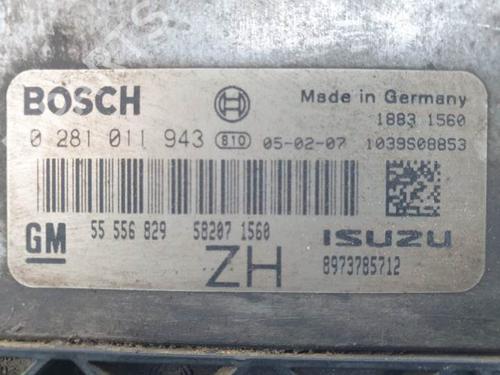 BOSCH
Made in Germany
1883 1560
0 281 011 943 810 05-02-07 1039S08853
GM 55 556 829 58207 1560
ZH
ISUZU
8973785712